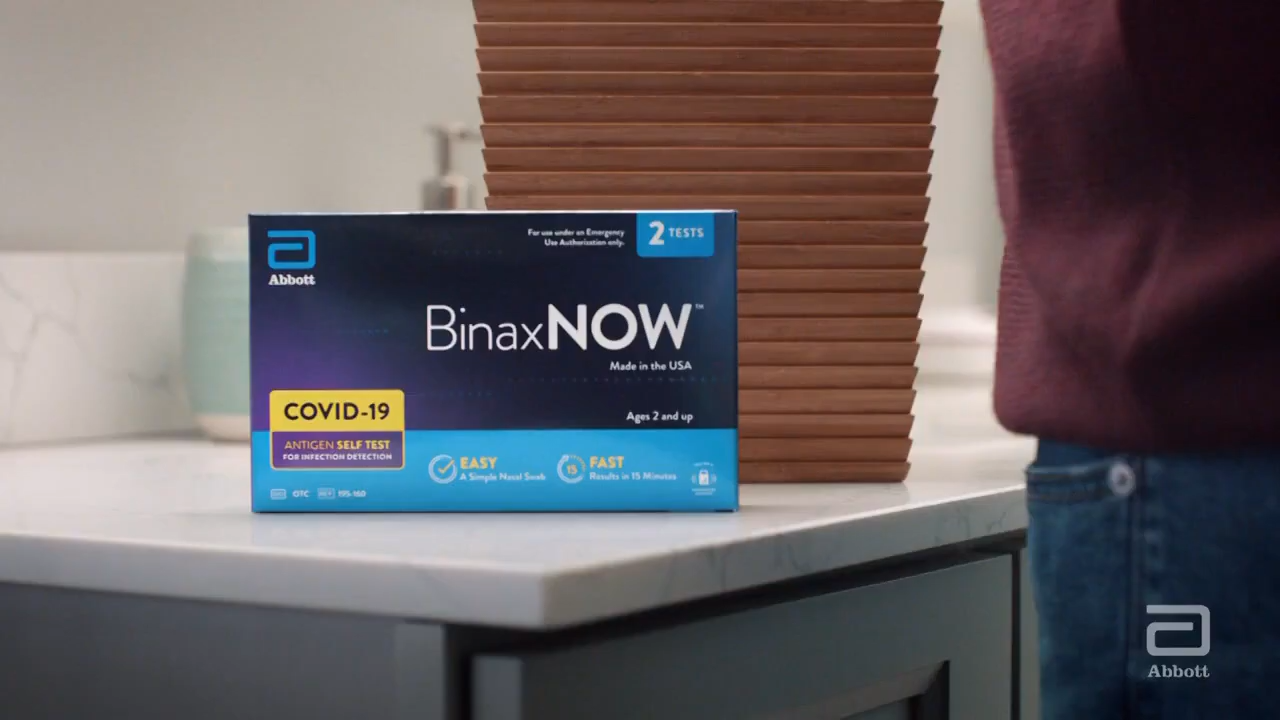 For use under an Emergency
Use Authorization only.
2 TESTS
Abbott
BinaxNOW™
Made in the USA
Ages 2 and up
COVID-19
ANTIGEN SELF TEST
FOR INFECTION DETECTION
EASY
A Simple Nasal Swab
15
FAST
Results in 15 Minutes
OTC
REF 195-160
Abbott